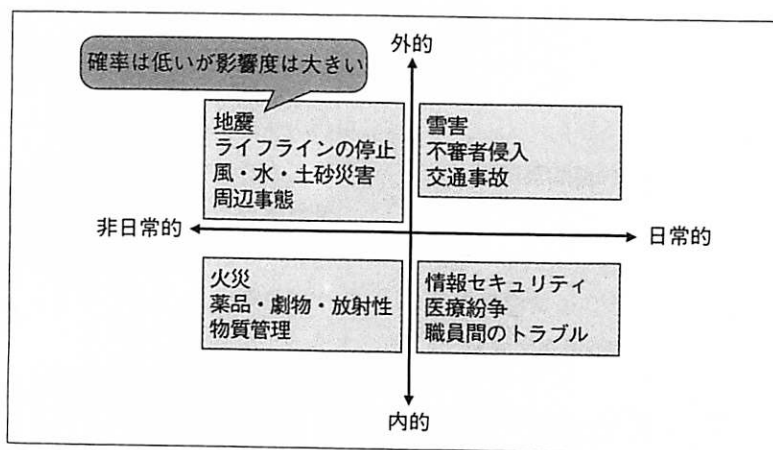 外的
確率は低いが影響度は大きい
地震
ライフラインの停止
風・水・土砂災害
周辺事態
雪害
不審者侵入
交通事故
非日常的
日常的
火災
薬品・劇物・放射性
物質管理
情報セキュリティ
医療紛争
職員間のトラブル
内的